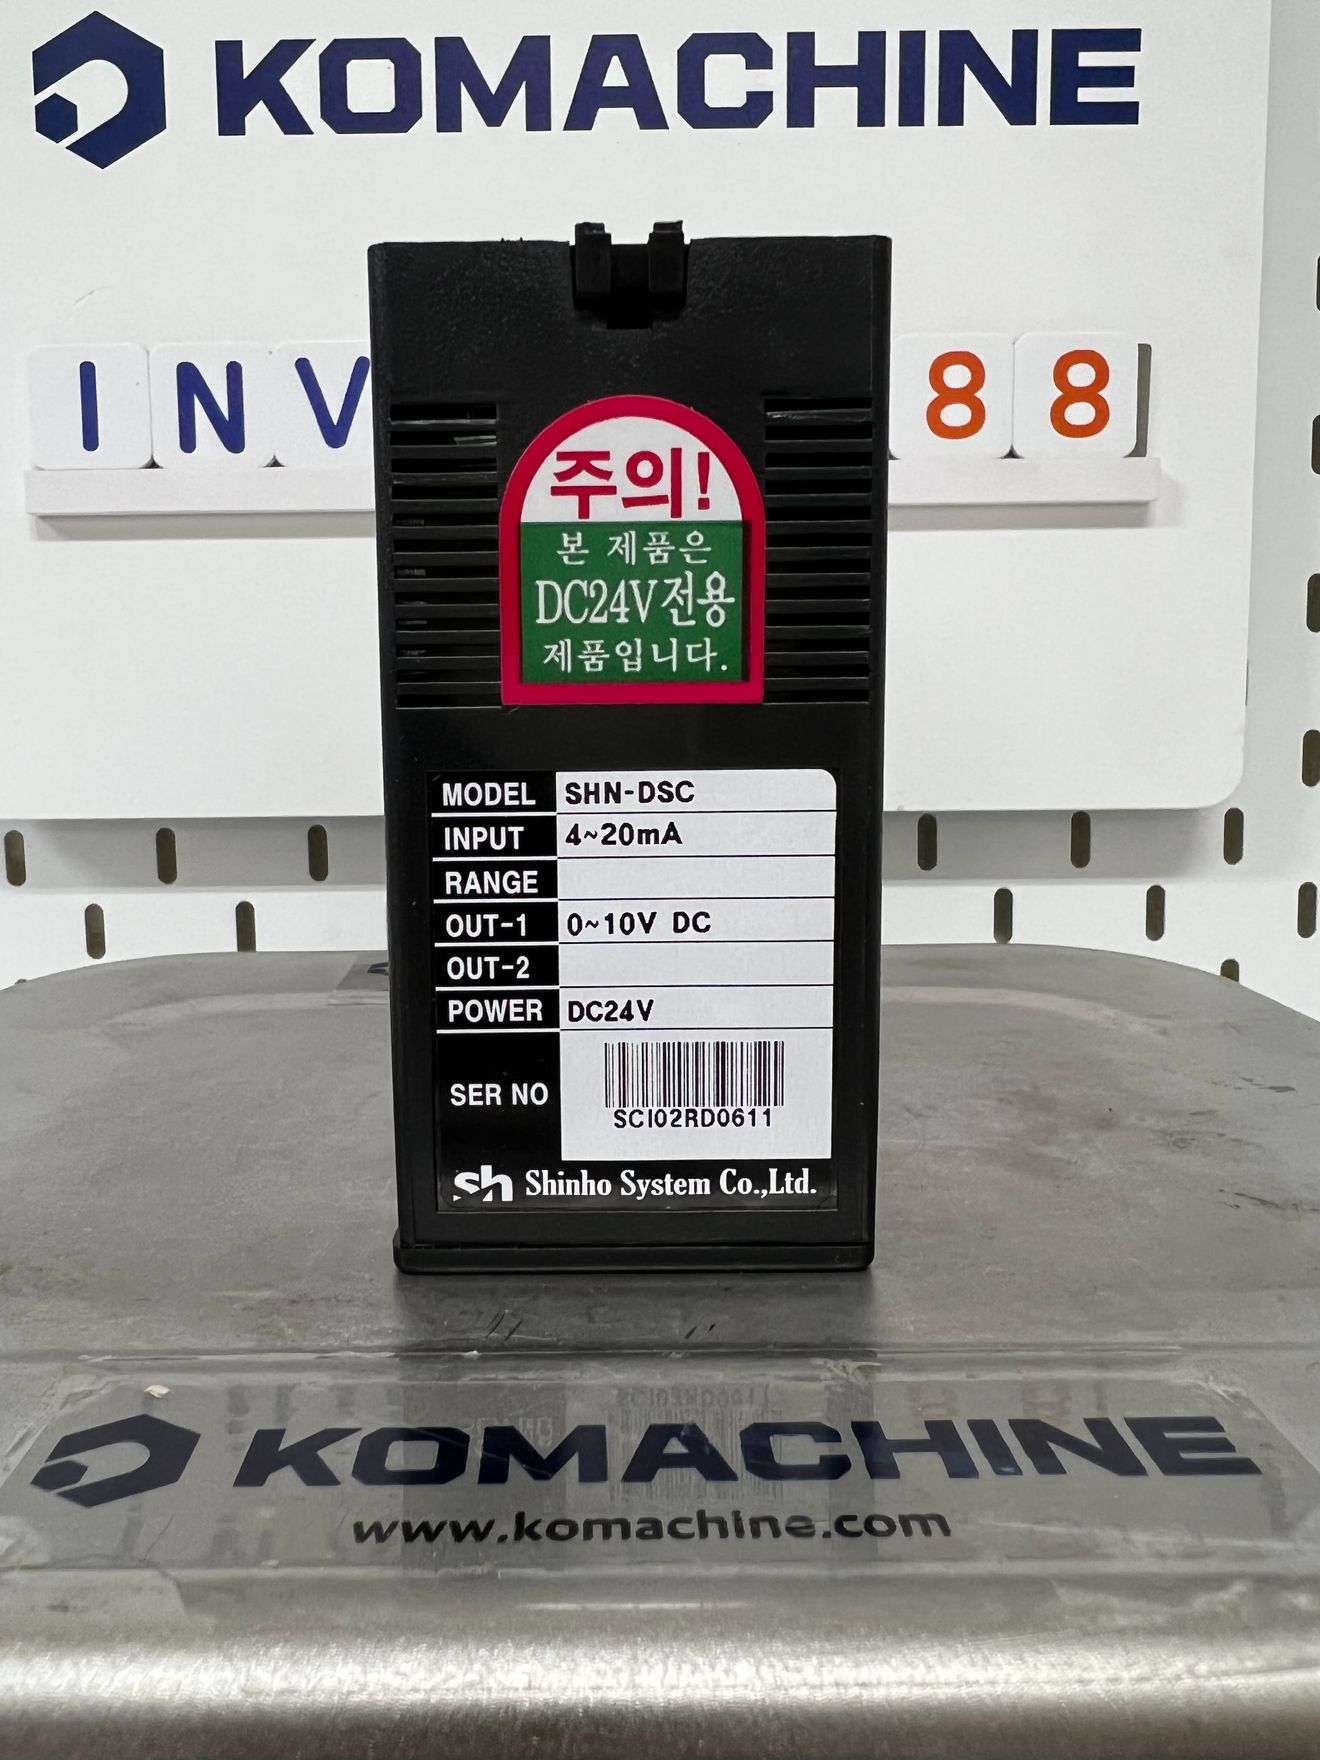 KOMACHINE
INV
88
주의!
본 제품은
DC24V전용
제품입니다.
MODEL SHN-DSC
INPUT 4~20mA
RANGE
OUT-1 0~10V DC
OUT-2
POWER DC24V
SER NO
SCI02RD0611
sh Shinho System Co.,Ltd.
KOMACHINE
www.komachine.com